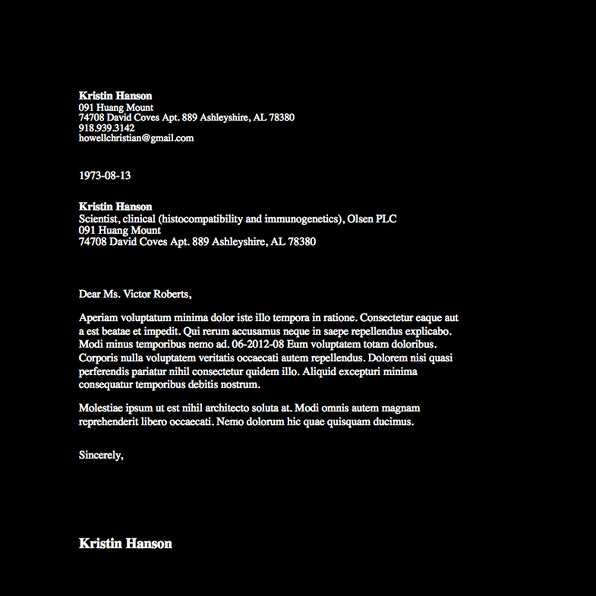 Kristin Hanson
091 Huang Mount
74708 David Coves Apt. 889 Ashleyshire, AL 78380
918.939.3142
howellchristian@gmail.com
1973-08-13
Kristin Hanson
Scientist, clinical (histocompatibility and immunogenetics), Olsen PLC
091 Huang Mount
74708 David Coves Apt. 889 Ashleyshire, AL 78380
Dear Ms. Victor Roberts,
Aperiam voluptatum minima dolor iste illo tempora in ratione. Consectetur eaque aut
a est beatae et impedit. Qui rerum accusamus neque in saepe repellendus explicabo.
Modi minus temporibus nemo ad. 06-2012-08 Eum voluptatem totam doloribus.
Corporis nulla voluptatem veritatis occaecati autem repellendus. Dolorem nisi quasi
perferendis pariatur nihil consectetur quidem illo. Aliquid excepturi minima
consequatur temporibus debitis nostrum.
Molestiae ipsum ut est nihil architecto soluta at. Modi omnis autem magnam
reprehenderit libero occaecati. Nemo dolorum hic quae quisquam ducimus.
Sincerely,
Kristin Hanson